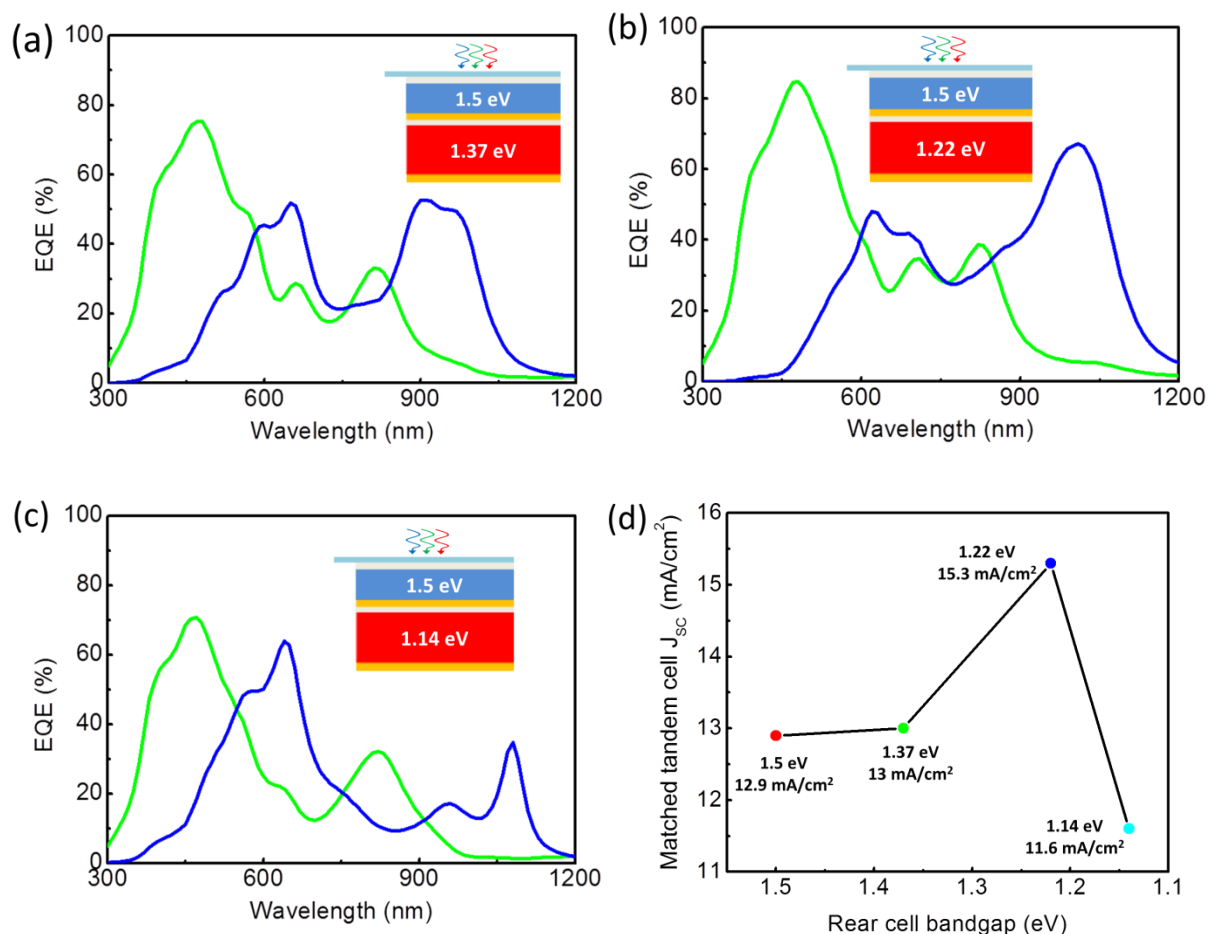 (a)
100
80
60
40
20
0
EQE (%)
300 600 900 1200
Wavelength (nm)
1.5 eV
1.37 eV
(b)
100
80
60
40
20
0
EQE (%)
300 600 900 1200
Wavelength (nm)
1.5 eV
1.22 eV
(c)
100
80
60
40
20
0
EQE (%)
300 600 900 1200
Wavelength (nm)
1.5 eV
1.14 eV
(d)
16
15
14
13
12
11
Matched tandem cell J_SC (mA/cm²)
1.22 eV
15.3 mA/cm²
1.5 eV
12.9 mA/cm²
1.37 eV
13 mA/cm²
1.14 eV
11.6 mA/cm²
1.5 1.4 1.3 1.2 1.1
Rear cell bandgap (eV)